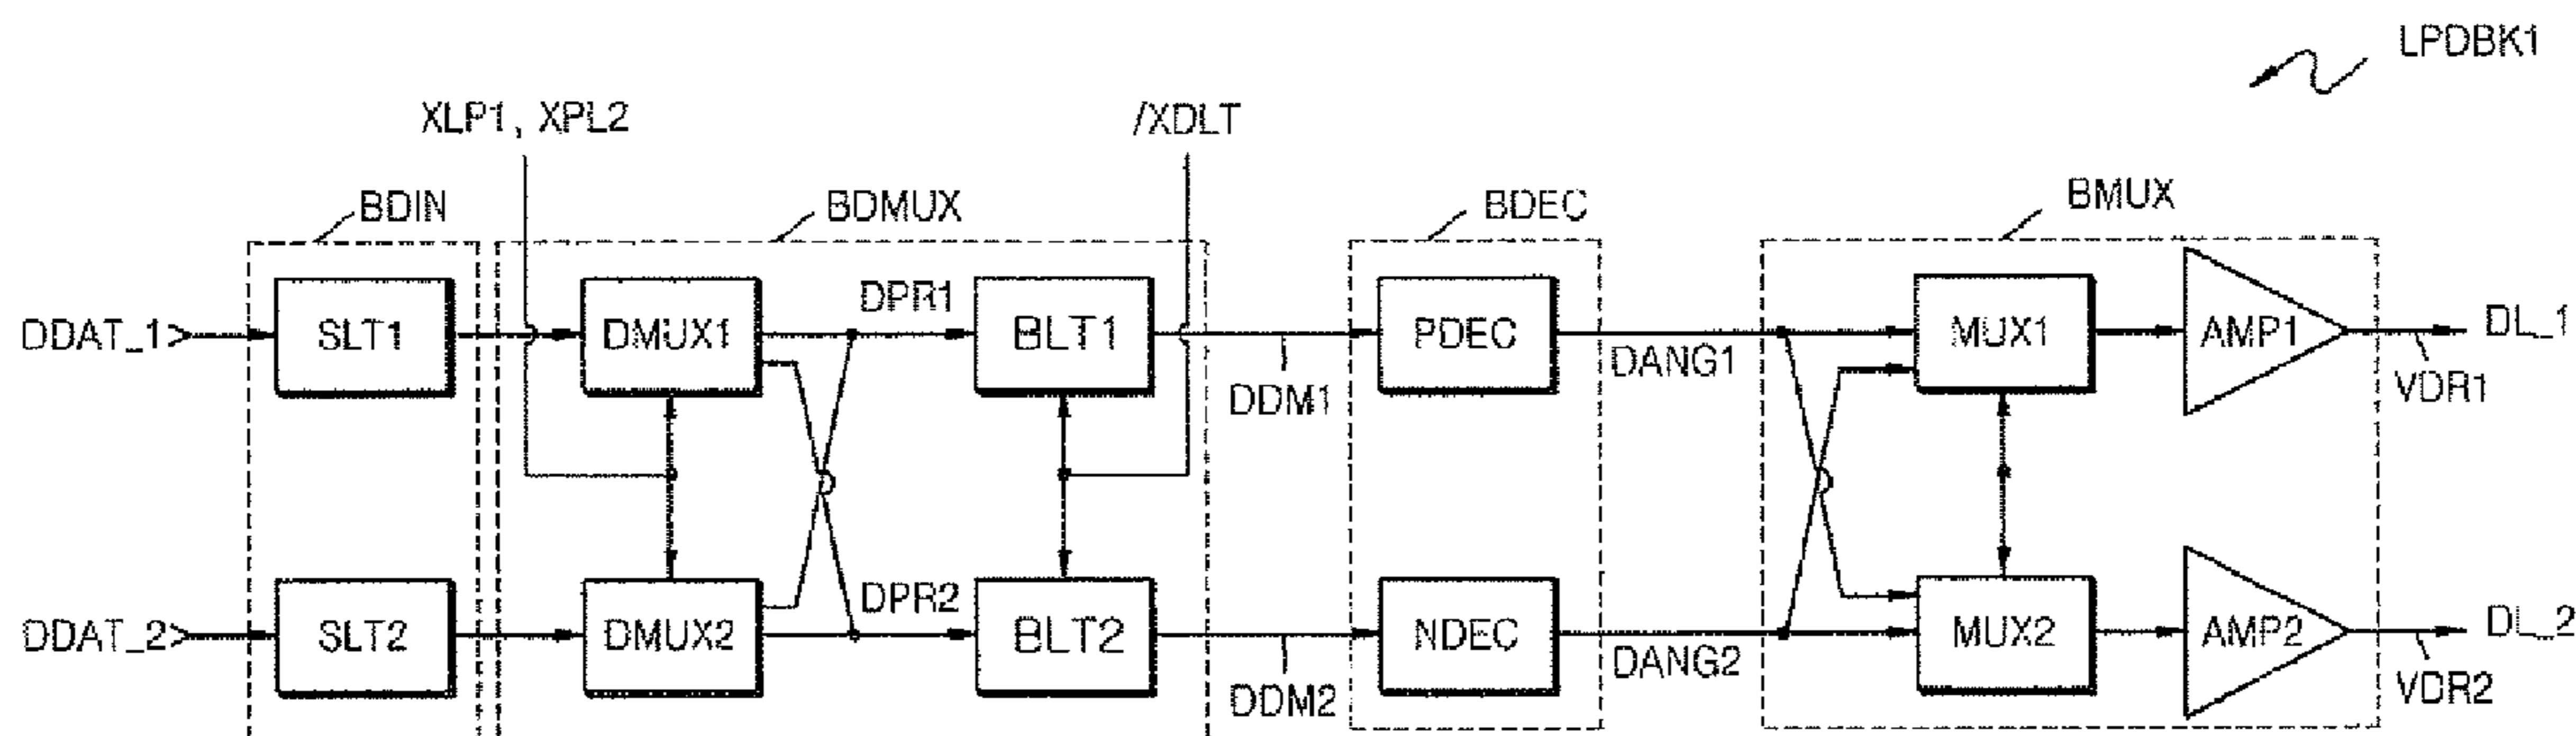 LPDBK1
XLP1, XPL2
/XDLT
BDIN
BDMUX
BDEC
BMUX
DDAT_1
SLT1
DMUX1
DPR1
BLT1
DDM1
PDEC
DANG1
MUX1
AMP1
VDR1
DL_1
DDAT_2
SLT2
DMUX2
DPR2
BLT2
DDM2
NDEC
DANG2
MUX2
AMP2
VDR2
DL_2